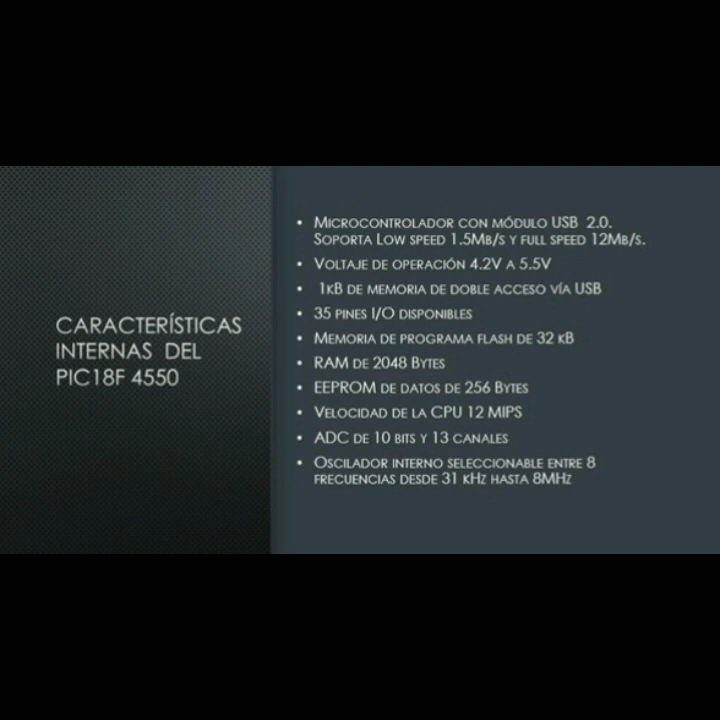 CARACTERÍSTICAS
INTERNAS DEL
PIC18F 4550
• MICROCONTROLADOR CON MÓDULO USB 2.0.
SOPORTA LOW SPEED 1.5MB/S Y FULL SPEED 12MB/S.
• VOLTAJE DE OPERACIÓN 4.2V A 5.5V
• 1KB DE MEMORIA DE DOBLE ACCESO VÍA USB
• 35 PINES I/O DISPONIBLES
• MEMORIA DE PROGRAMA FLASH DE 32 KB
• RAM DE 2048 BYTES
• EEPROM DE DATOS DE 256 BYTES
• VELOCIDAD DE LA CPU 12 MIPS
• ADC DE 10 BITS Y 13 CANALES
• OSCILADOR INTERNO SELECCIONABLE ENTRE 8
FRECUENCIAS DESDE 31 KHZ HASTA 8MHZ